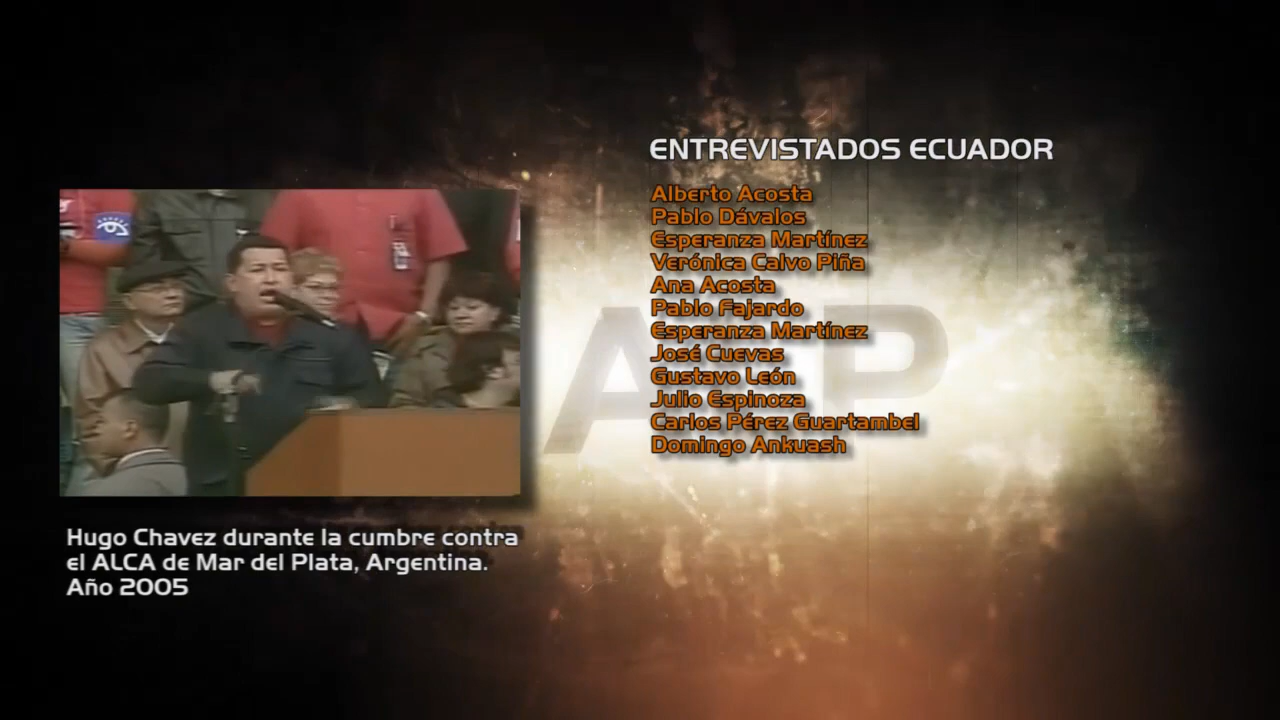 ENTREVISTADOS ECUADOR
Alberto Acosta
Pablo Dávalos
Esperanza Martínez
Verónica Calvo Piña
Ana Acosta
Pablo Fajardo
Esperanza Martínez
José Cuevas
Gustavo León
Julio Espinoza
Carlos Pérez Guartambel
Domingo Ankuash
Hugo Chavez durante la cumbre contra
el ALCA de Mar del Plata, Argentina.
Año 2005